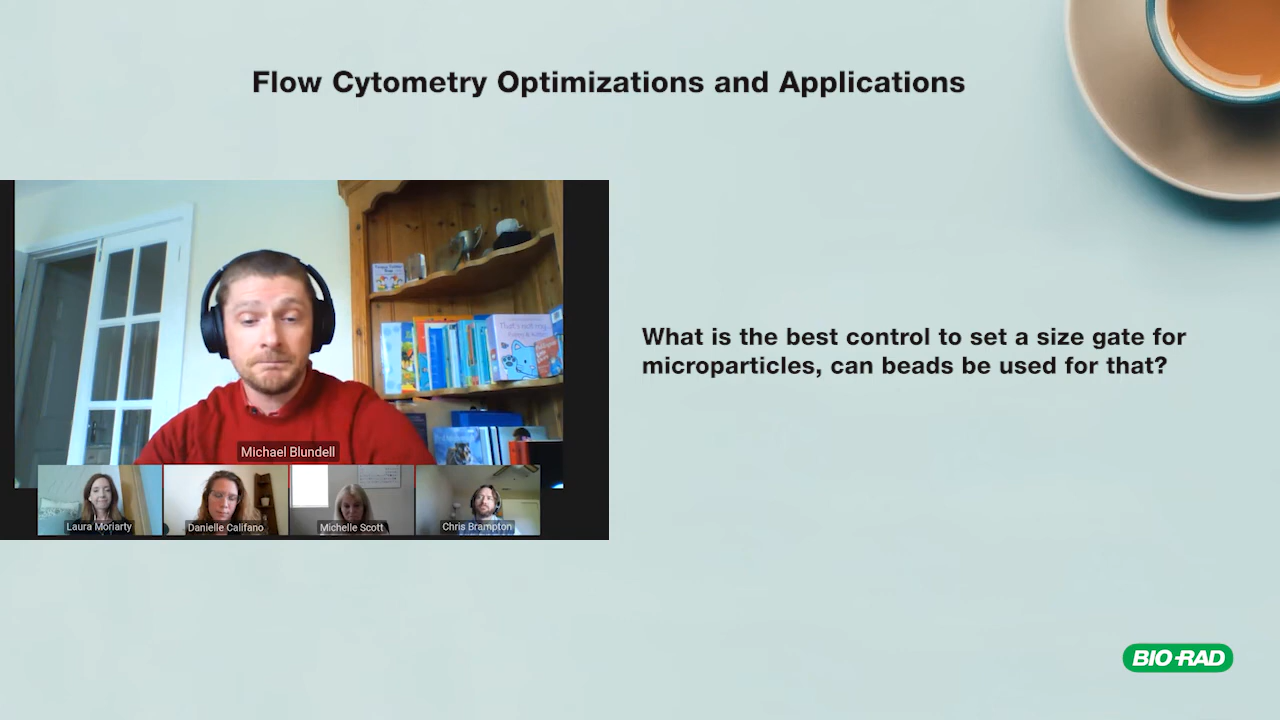 Flow Cytometry Optimizations and Applications
What is the best control to set a size gate for
microparticles, can beads be used for that?
Michael Blundell
Laura Moriarty
Danielle Califano
Michelle Scott
Chris Brampton
BIO-RAD